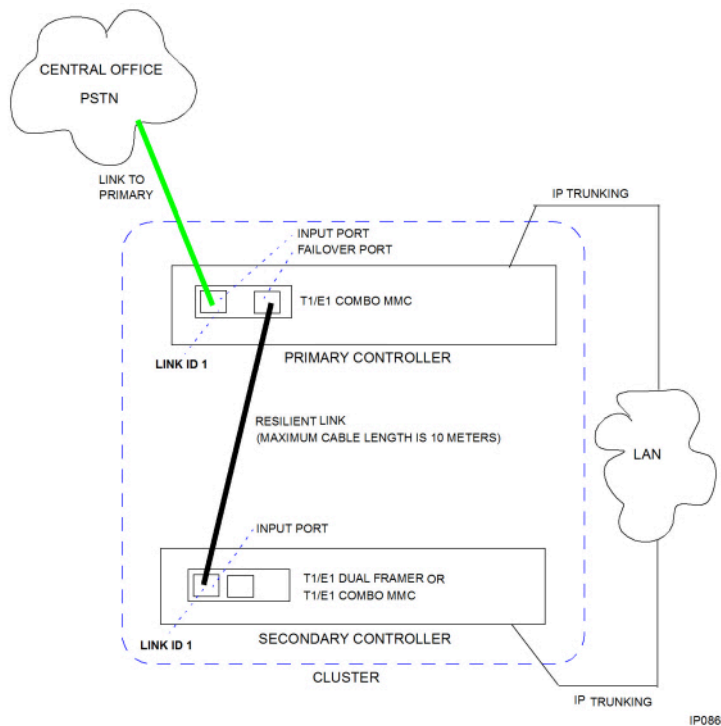 CENTRAL OFFICE
PSTN
LINK TO
PRIMARY
IP TRUNKING
INPUT PORT
FAILOVER PORT
T1/E1 COMBO MMC
LINK ID 1
PRIMARY CONTROLLER
RESILIENT LINK
(MAXIMUM CABLE LENGTH IS 10 METERS)
LAN
INPUT PORT
T1/E1 DUAL FRAMER OR
T1/E1 COMBO MMC
LINK ID 1
SECONDARY CONTROLLER
CLUSTER
IP TRUNKING
IP086